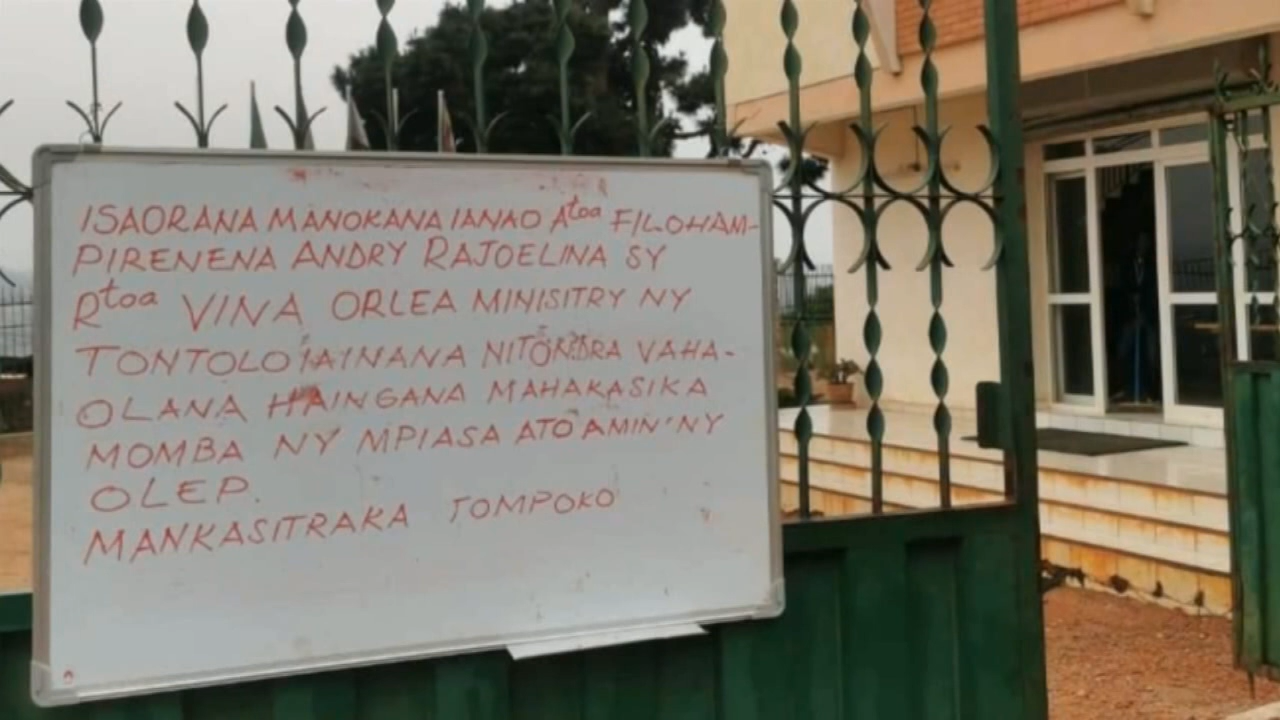 ISAORANA MANOKANA IANAO Atoa FILOHAM-
PIRENENA ANDRY RAJOELINA SY
Rtoa VINA ORLEA MINISITRY NY
TONTOLO IAINANA NITONDRA VAHA-
OLANA HAINGANA MAHAKASIKA
MOMBA NY MPIASA ATO AMIN'NY
OLEP.
MANKASITRAKA TOMPOKO